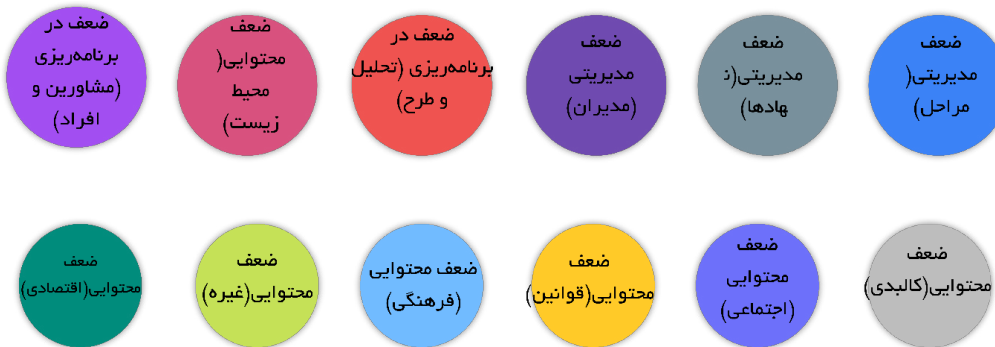 ضعف
مدیریتی(
مراحل)
ضعف
مدیریتی(ن
هادها)
ضعف
مدیریتی
(مدیران)
ضعف در
برنامه‌ریزی (تحلیل
و طرح)
ضعف
محتوایی(
محیط
زیست)
ضعف در
برنامه‌ریزی
(مشاورین و
افراد)
ضعف
محتوایی(کالبدی)
ضعف
محتوایی
(اجتماعی)
ضعف
محتوایی(قوانین)
ضعف محتوایی
(فرهنگی)
ضعف
محتوایی(غیره)
ضعف
محتوایی(اقتصادی)